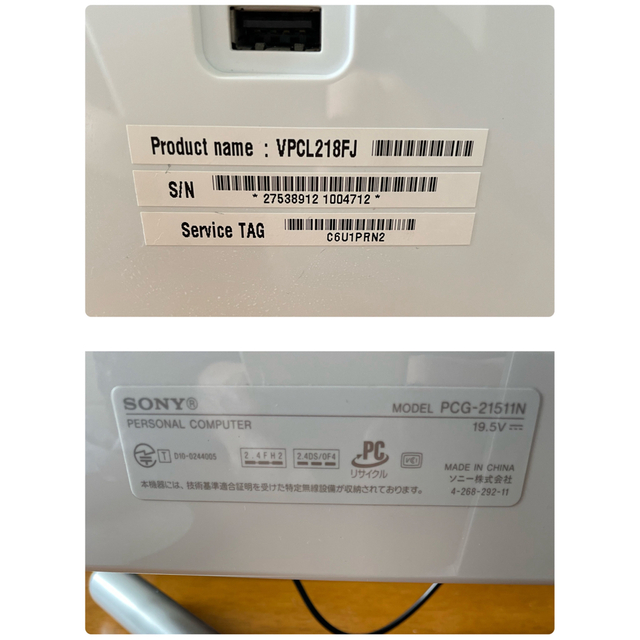 Product name : VPCL218FJ
S/N
* 27538912 1004712 *
Service TAG
C6U1PRN2
SONY®
MODEL PCG-21511N
PERSONAL COMPUTER
19.5V
T D10-0244005
2.4FH2
2.4DS/OF4
PC
リサイクル
MADE IN CHINA
ソニー株式会社
本機器には、技術基準適合証明を受けた特定無線設備が収納されております。
4-268-292-11